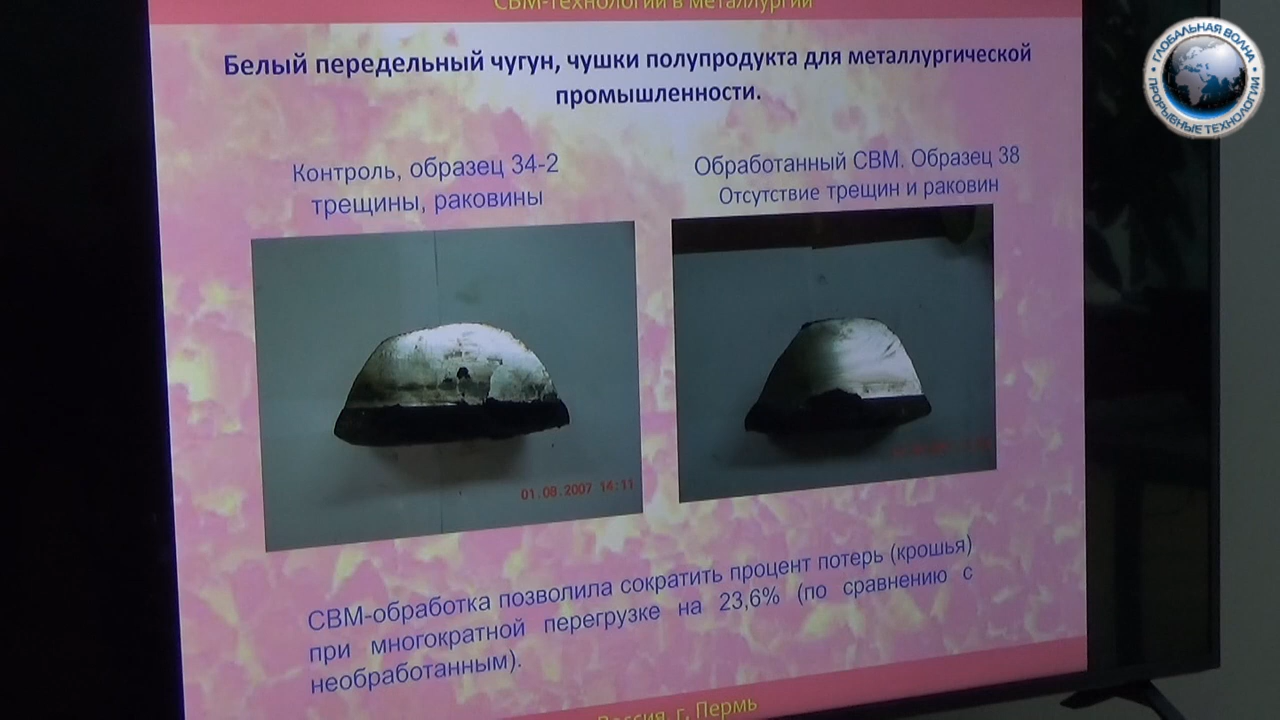 СВМ-технологии в металлургии
Белый передельный чугун, чушки полупродукта для металлургической
промышленности.
Контроль, образец 34-2
трещины, раковины
Обработанный СВМ. Образец 38
Отсутствие трещин и раковин
01.08.2007 14:11
СВМ-обработка позволила сократить процент потерь (крошья)
при многократной перегрузке на 23,6% (по сравнению с
необработанным).
Россия, г. Пермь
ГЛОБАЛЬНАЯ ВОЛНА
ПРОРЫВНЫЕ ТЕХНОЛОГИИ